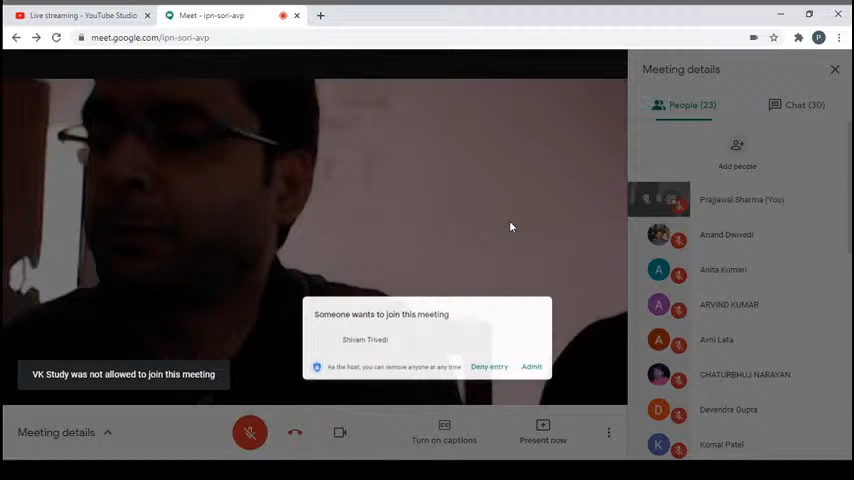 Live streaming - YouTube Studio
Meet - ipn-sori-avp
meet.google.com/ipn-sori-avp
P
Meeting details
People (23)
Chat (30)
Add people
Prajjawal Sharma (You)
Anand Dwivedi
A Anita Kumari
A ARVIND KUMAR
A Avni Lata
CHATURBHUJ NARAYAN
D Devendra Gupta
K Komal Patel
Someone wants to join this meeting
Shivam Trivedi
As the host, you can remove anyone at any time
Deny entry
Admit
VK Study was not allowed to join this meeting
Meeting details
Turn on captions
Present now